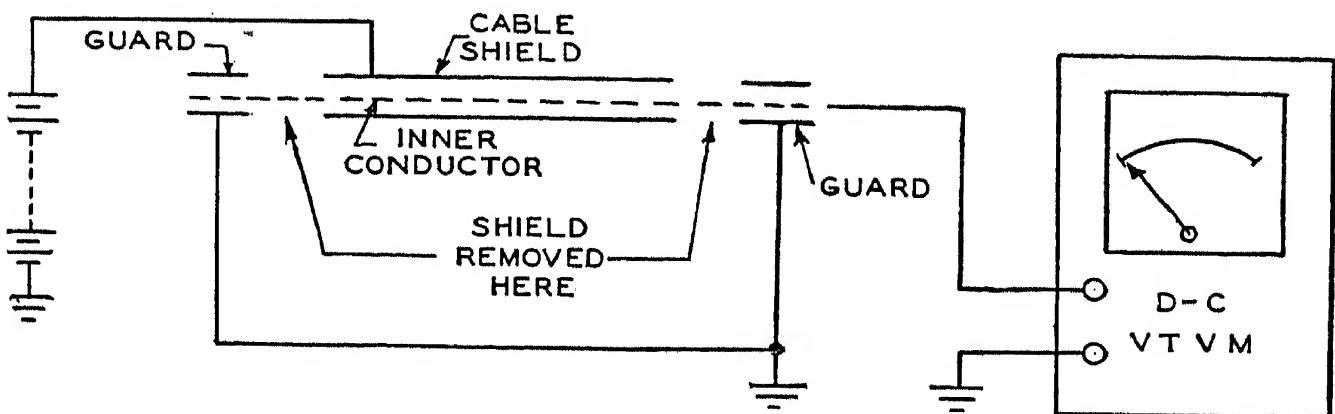 CABLE
SHIELD
GUARD
INNER
CONDUCTOR
GUARD
SHIELD
REMOVED
HERE
D-C
VTVM